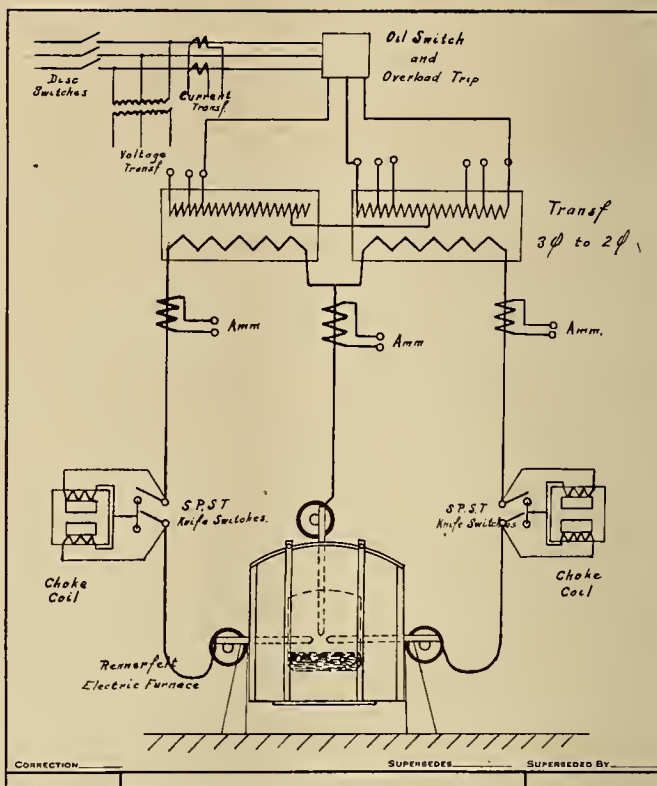 Oil Switch
and
Overload Trip
Disc
Switches
Current
Transf.
Voltage
Transf
Transf
3φ to 2φ
Amm
Amm
Amm.
S.P.S.T
Knife Switches.
S.P.S.T
Knife Switches
Choke
Coil
Choke
Coil
Rennerfelt
Electric Furnace
CORRECTION
SUPERSEDES
SUPERSEDED BY